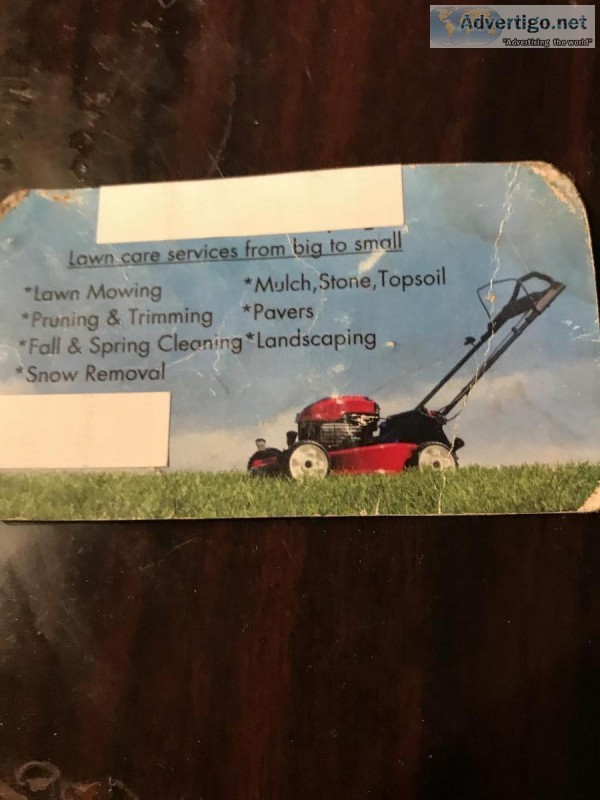 Advertigo.net
"Advertising the world"
Lawn care services from big to small
*Lawn Mowing
*Pruning & Trimming
*Fall & Spring Cleaning
*Snow Removal
*Mulch,Stone,Topsoil
*Pavers
*Landscaping